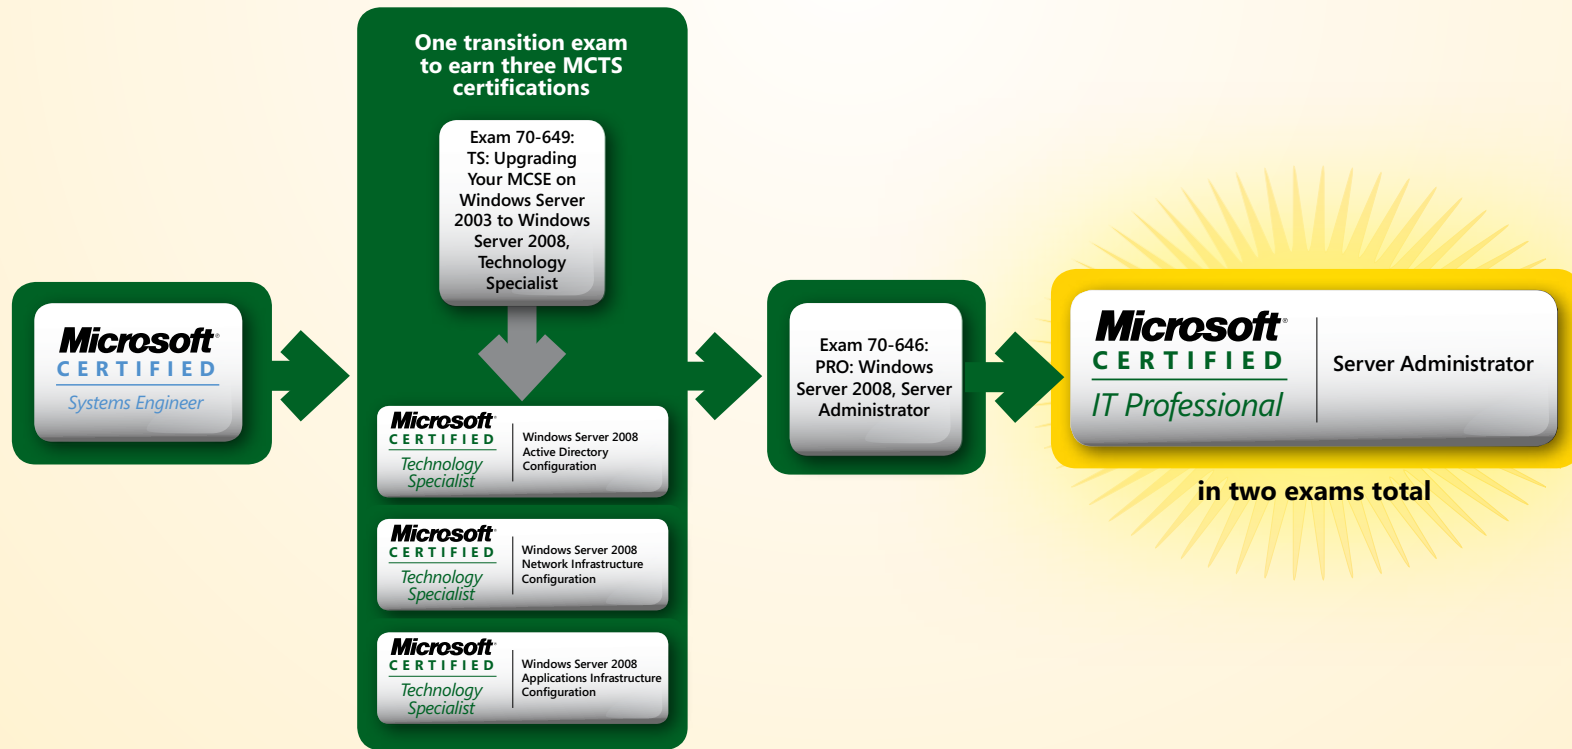 Microsoft®
CERTIFIED
Systems Engineer
One transition exam
to earn three MCTS
certifications
Exam 70-649:
TS: Upgrading
Your MCSE on
Windows Server
2003 to Windows
Server 2008,
Technology
Specialist
Microsoft®
CERTIFIED
Technology
Specialist
Windows Server 2008
Active Directory
Configuration
Microsoft®
CERTIFIED
Technology
Specialist
Windows Server 2008
Network Infrastructure
Configuration
Microsoft®
CERTIFIED
Technology
Specialist
Windows Server 2008
Applications Infrastructure
Configuration
Exam 70-646:
PRO: Windows
Server 2008, Server
Administrator
Microsoft®
CERTIFIED
IT Professional
Server Administrator
in two exams total